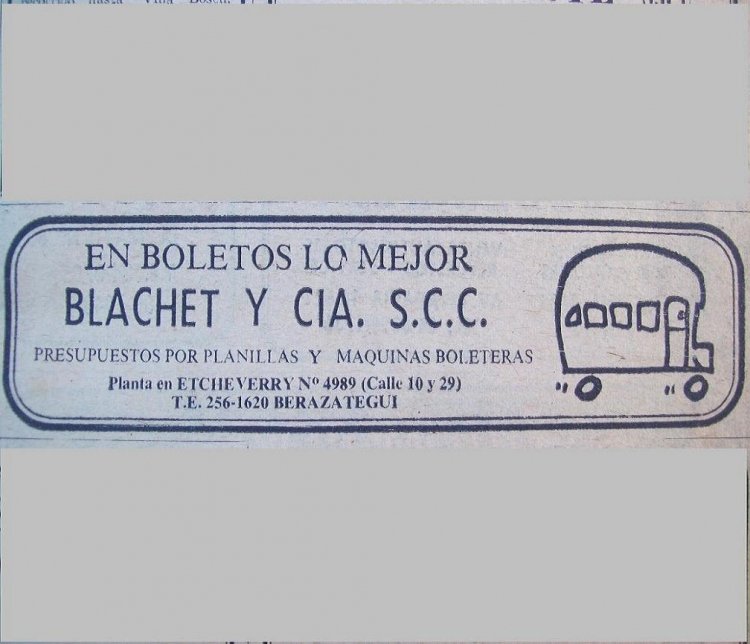 EN BOLETOS LO MEJOR
BLACHET Y CIA. S.C.C.
PRESUPUESTOS POR PLANILLAS Y MAQUINAS BOLETERAS
Planta en ETCHEVERRY Nº 4989 (Calle 10 y 29)
T.E. 256-1620 BERAZATEGUI